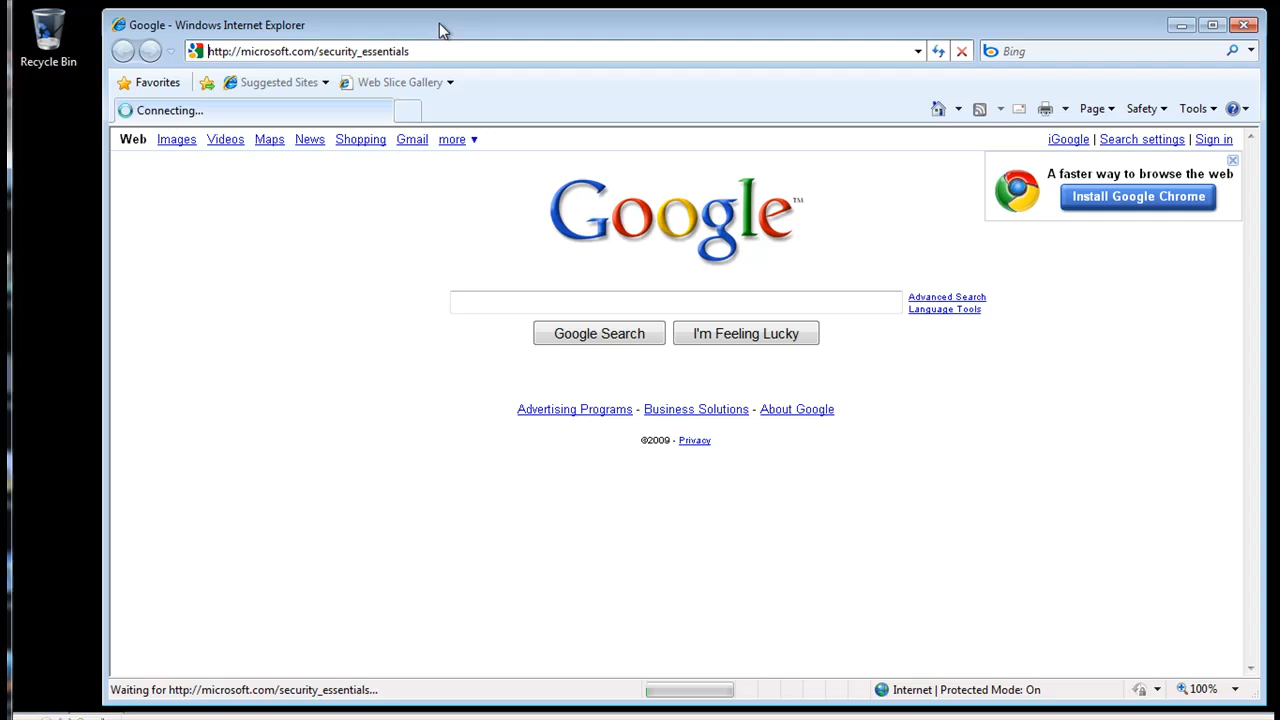 Recycle Bin
Google - Windows Internet Explorer
http://microsoft.com/security_essentials
Bing
Favorites Suggested Sites Web Slice Gallery
Connecting...
Page Safety Tools
Web Images Videos Maps News Shopping Gmail more ▼
iGoogle | Search settings | Sign in
A faster way to browse the web
Install Google Chrome
Google™
Advanced Search
Language Tools
Google Search I'm Feeling Lucky
Advertising Programs - Business Solutions - About Google
©2009 - Privacy
Waiting for http://microsoft.com/security_essentials...
Internet | Protected Mode: On
100%